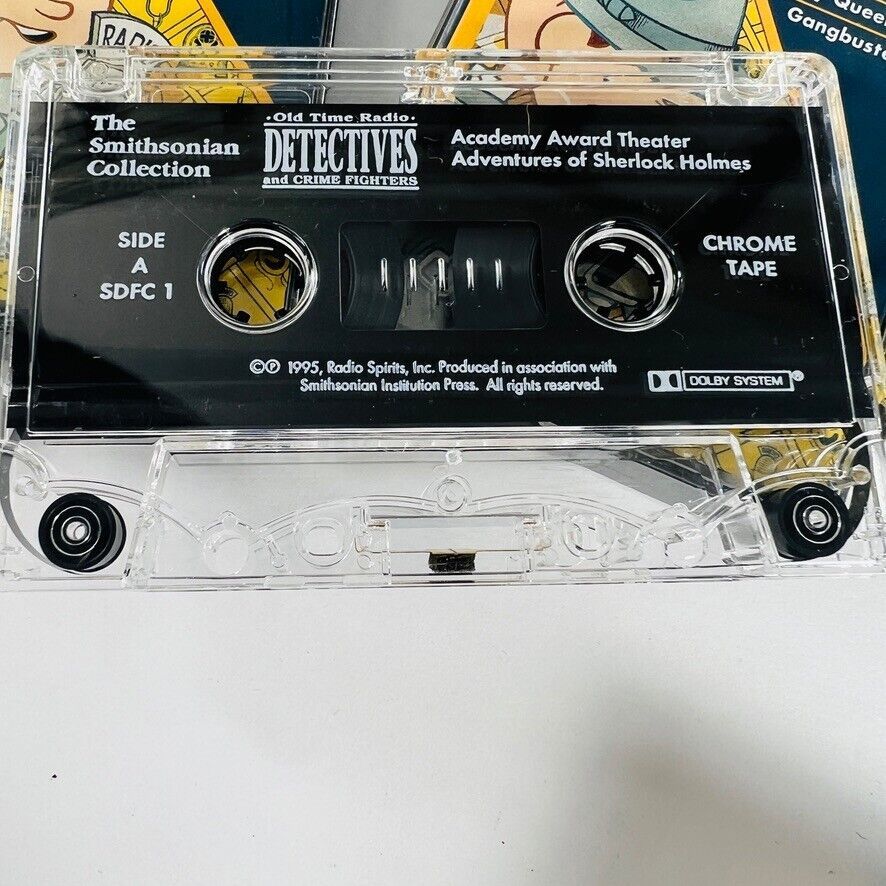 RADIO
Queen
Gangbuste
The
Smithsonian
Collection
•Old Time Radio•
DETECTIVES
and CRIME FIGHTERS
Academy Award Theater
Adventures of Sherlock Holmes
SIDE
A
SDFC 1
CHROME
TAPE
©℗ 1995, Radio Spirits, Inc. Produced in association with
Smithsonian Institution Press. All rights reserved.
DOLBY SYSTEM®